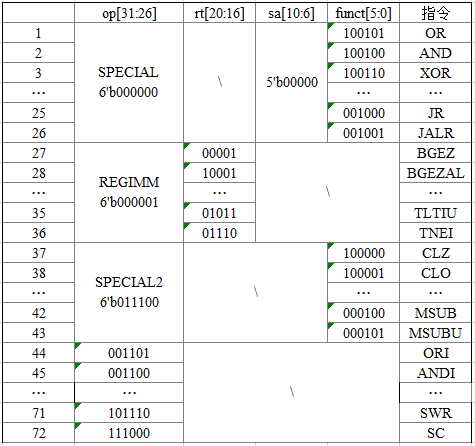 op[31:26] rt[20:16] sa[10:6] funct[5:0] 指令
1 SPECIAL 6'b000000 \ 5'b00000 100101 OR
2 100100 AND
3 100110 XOR
… … …
25 001000 JR
26 001001 JALR
27 REGIMM 6'b000001 00001 \ BGEZ
28 10001 BGEZAL
… … …
35 01011 TLTIU
36 01110 TNEI
37 SPECIAL2 6'b011100 \ 100000 CLZ
38 100001 CLO
… … …
42 000100 MSUB
43 000101 MSUBU
44 001101 \ ORI
45 001100 ANDI
… … …
71 101110 SWR
72 111000 SC